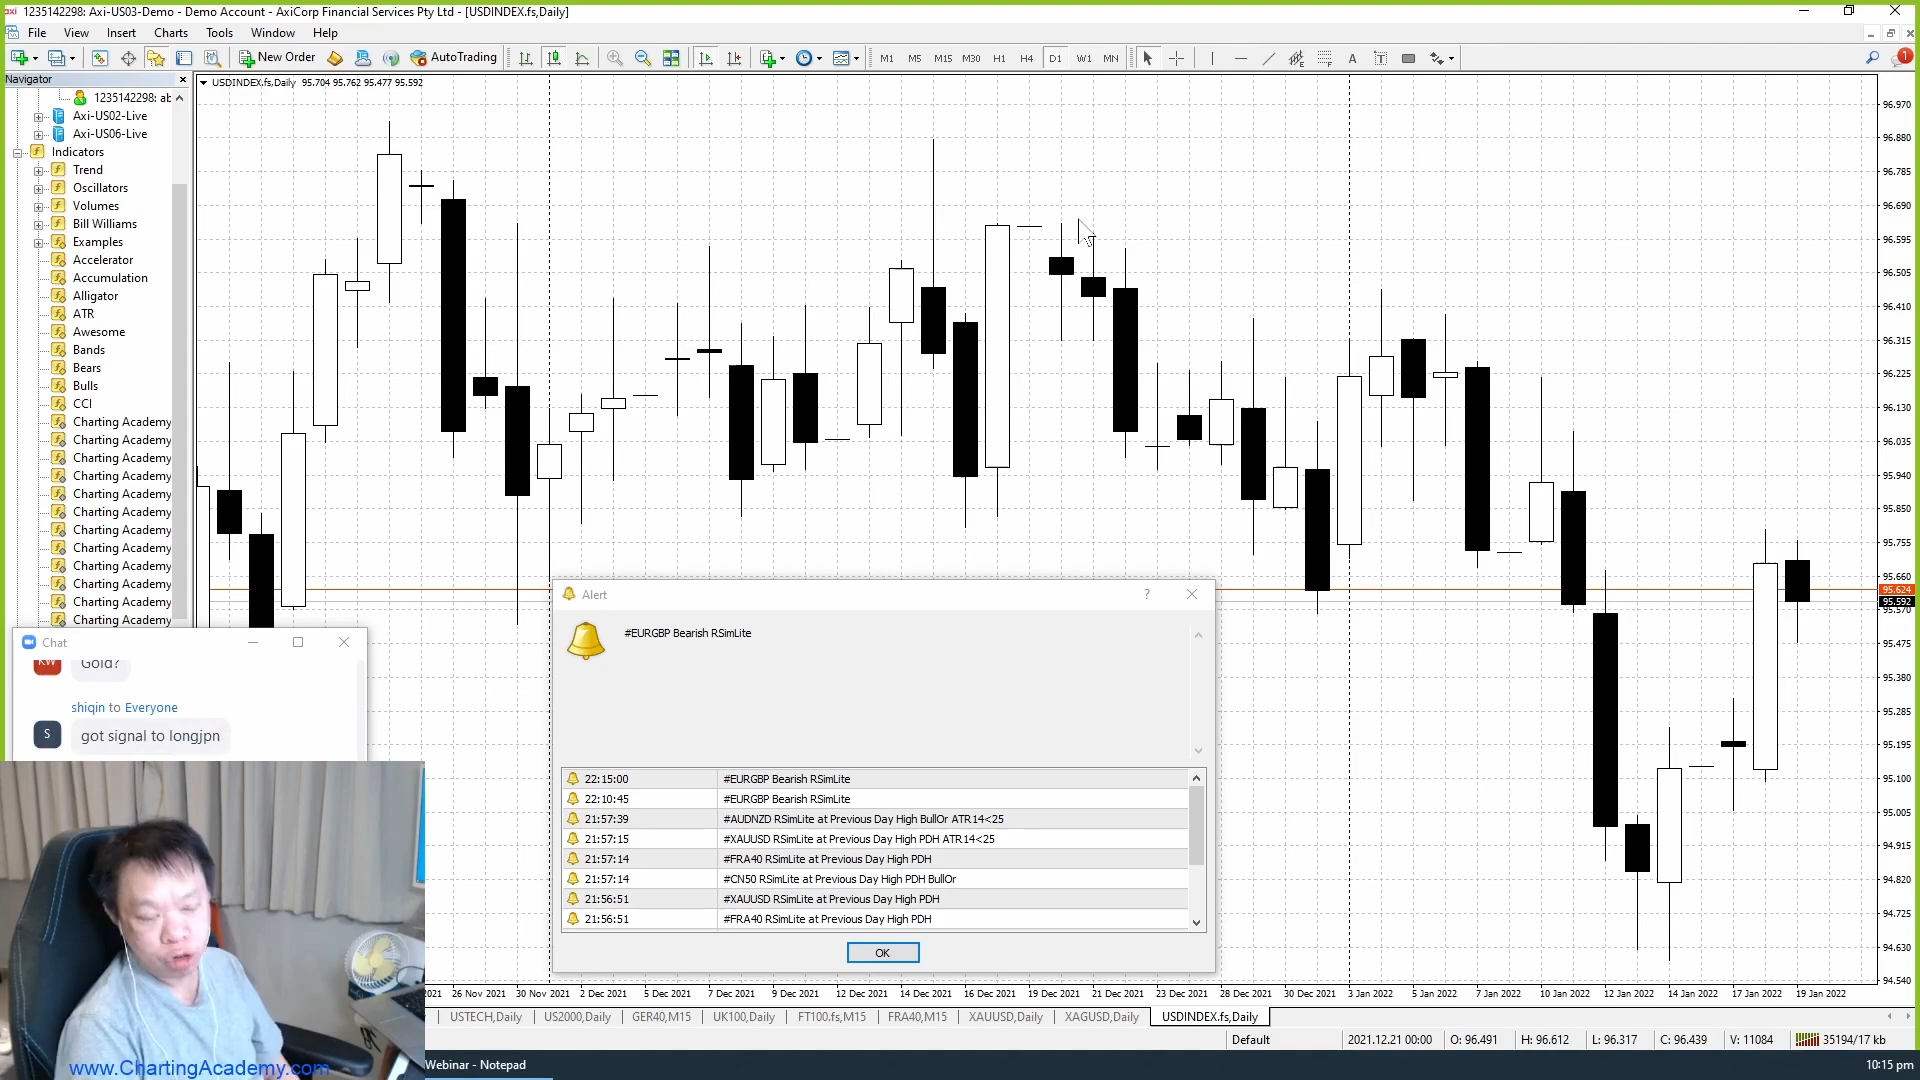 axi 1235142298: Axi-US03-Demo - Demo Account - AxiCorp Financial Services Pty Ltd - [USDINDEX.fs,Daily]
File View Insert Charts Tools Window Help
New Order AutoTrading M1 M5 M15 M30 H1 H4 D1 W1 MN A T 1
Navigator
1235142298: at
Axi-US02-Live
Axi-US06-Live
Indicators
Trend
Oscillators
Volumes
Bill Williams
Examples
Accelerator
Accumulation
Alligator
ATR
Awesome
Bands
Bears
Bulls
CCI
Charting Academy
Charting Academy
Charting Academy
Charting Academy
Charting Academy
Charting Academy
Charting Academy
Charting Academy
Charting Academy
Charting Academy
Charting Academy
Charting Academy
USDINDEX.fs,Daily 95.704 95.762 95.477 95.592
96.970
96.880
96.785
96.690
96.595
96.505
96.410
96.315
96.225
96.130
96.035
95.940
95.850
95.755
95.660
95.624
95.592
95.570
95.475
95.380
95.285
95.195
95.100
95.005
94.915
94.820
94.725
94.630
94.540
Chat
KW
Gold?
shiqin to Everyone
S
got signal to longjpn
Alert ?
#EURGBP Bearish RSimLite
22:15:00 #EURGBP Bearish RSimLite
22:10:45 #EURGBP Bearish RSimLite
21:57:39 #AUDNZD RSimLite at Previous Day High BullOr ATR14<25
21:57:15 #XAUUSD RSimLite at Previous Day High PDH ATR14<25
21:57:14 #FRA40 RSimLite at Previous Day High PDH
21:57:14 #CN50 RSimLite at Previous Day High PDH BullOr
21:56:51 #XAUUSD RSimLite at Previous Day High PDH
21:56:51 #FRA40 RSimLite at Previous Day High PDH
OK
2021 26 Nov 2021 30 Nov 2021 2 Dec 2021 5 Dec 2021 7 Dec 2021 9 Dec 2021 12 Dec 2021 14 Dec 2021 16 Dec 2021 19 Dec 2021 21 Dec 2021 23 Dec 2021 28 Dec 2021 30 Dec 2021 3 Jan 2022 5 Jan 2022 7 Jan 2022 10 Jan 2022 12 Jan 2022 14 Jan 2022 17 Jan 2022 19 Jan 2022
USTECH,Daily US2000,Daily GER40,M15 UK100,Daily FT100.fs,M15 FRA40,M15 XAUUSD,Daily XAGUSD,Daily USDINDEX.fs,Daily
Default 2021.12.21 00:00 O: 96.491 H: 96.612 L: 96.317 C: 96.439 V: 11084 35194/17 kb
www.ChartingAcademy.com
Webinar - Notepad
10:15 pm